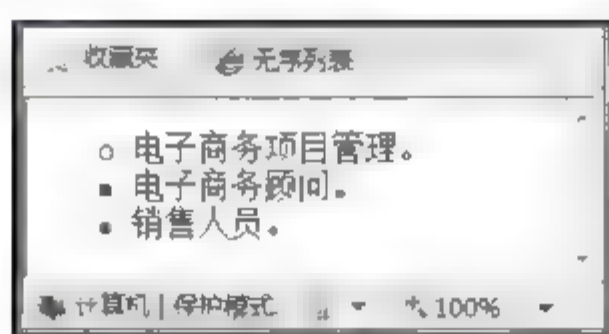 收藏夹 无序列表
电子商务项目管理。
电子商务顾问。
销售人员。
计算机 | 保护模式 100%